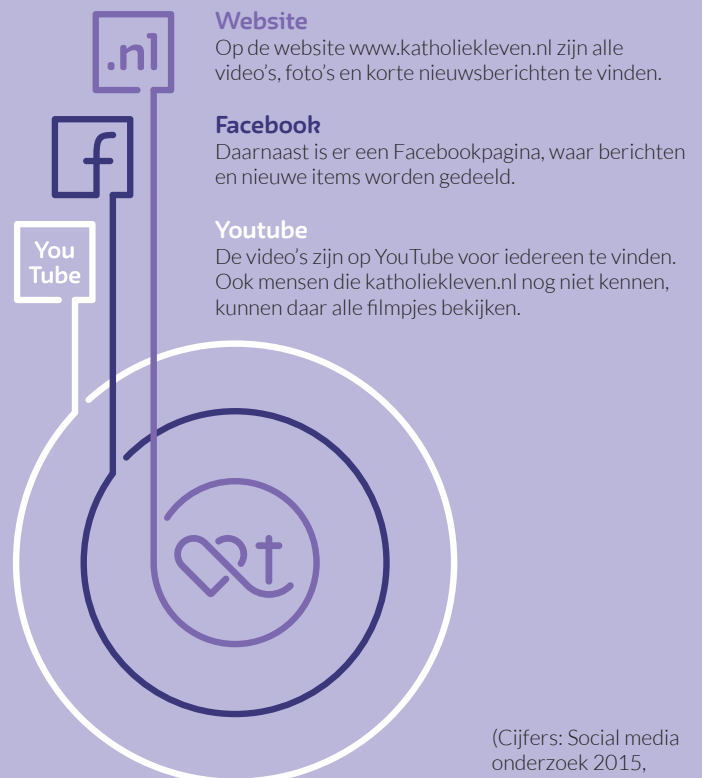 .nl
Website
Op de website www.katholiekleven.nl zijn alle
video's, foto's en korte nieuwsberichten te vinden.
f
Facebook
Daarnaast is er een Facebookpagina, waar berichten
en nieuwe items worden gedeeld.
You
Tube
Youtube
De video's zijn op YouTube voor iedereen te vinden.
Ook mensen die katholiekleven.nl nog niet kennen,
kunnen daar alle filmpjes bekijken.
(Cijfers: Social media
onderzoek 2015,